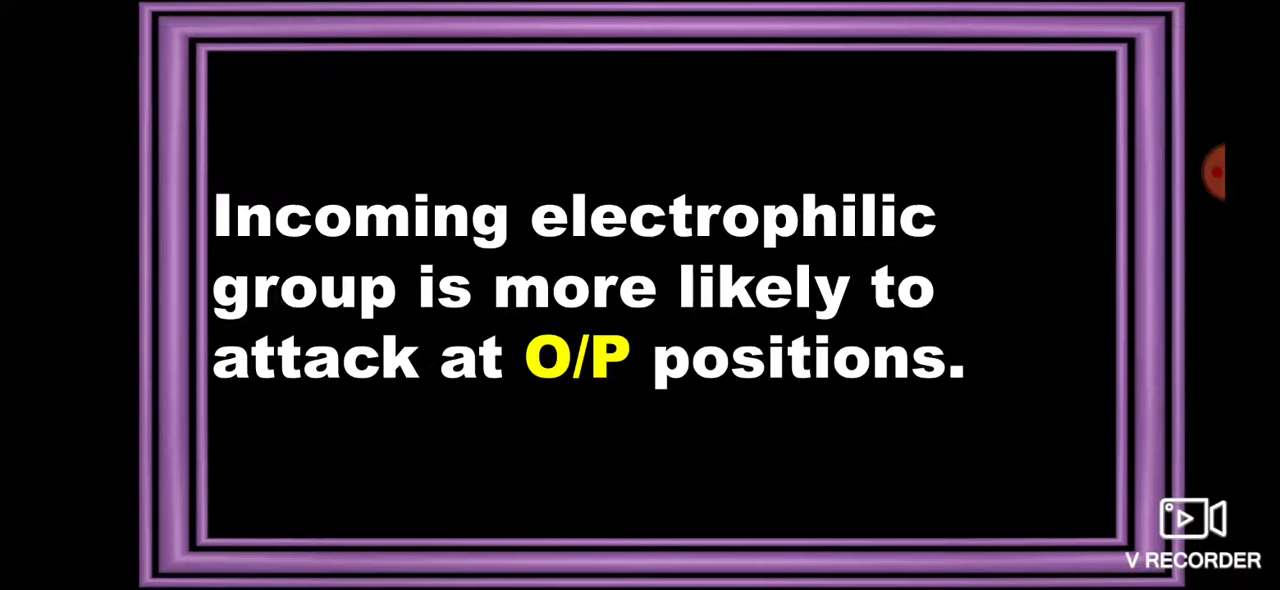 Incoming electrophilic
group is more likely to
attack at O/P positions.
V RECORDER